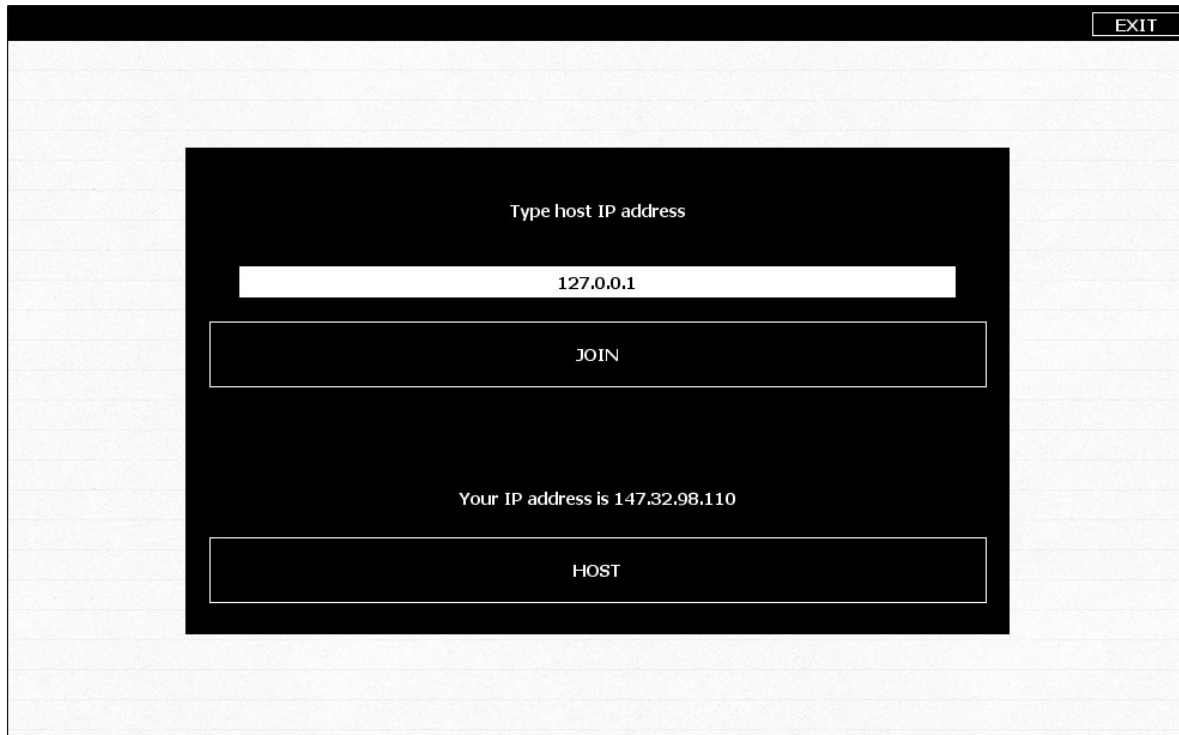 EXIT
Type host IP address
127.0.0.1
JOIN
Your IP address is 147.32.98.110
HOST